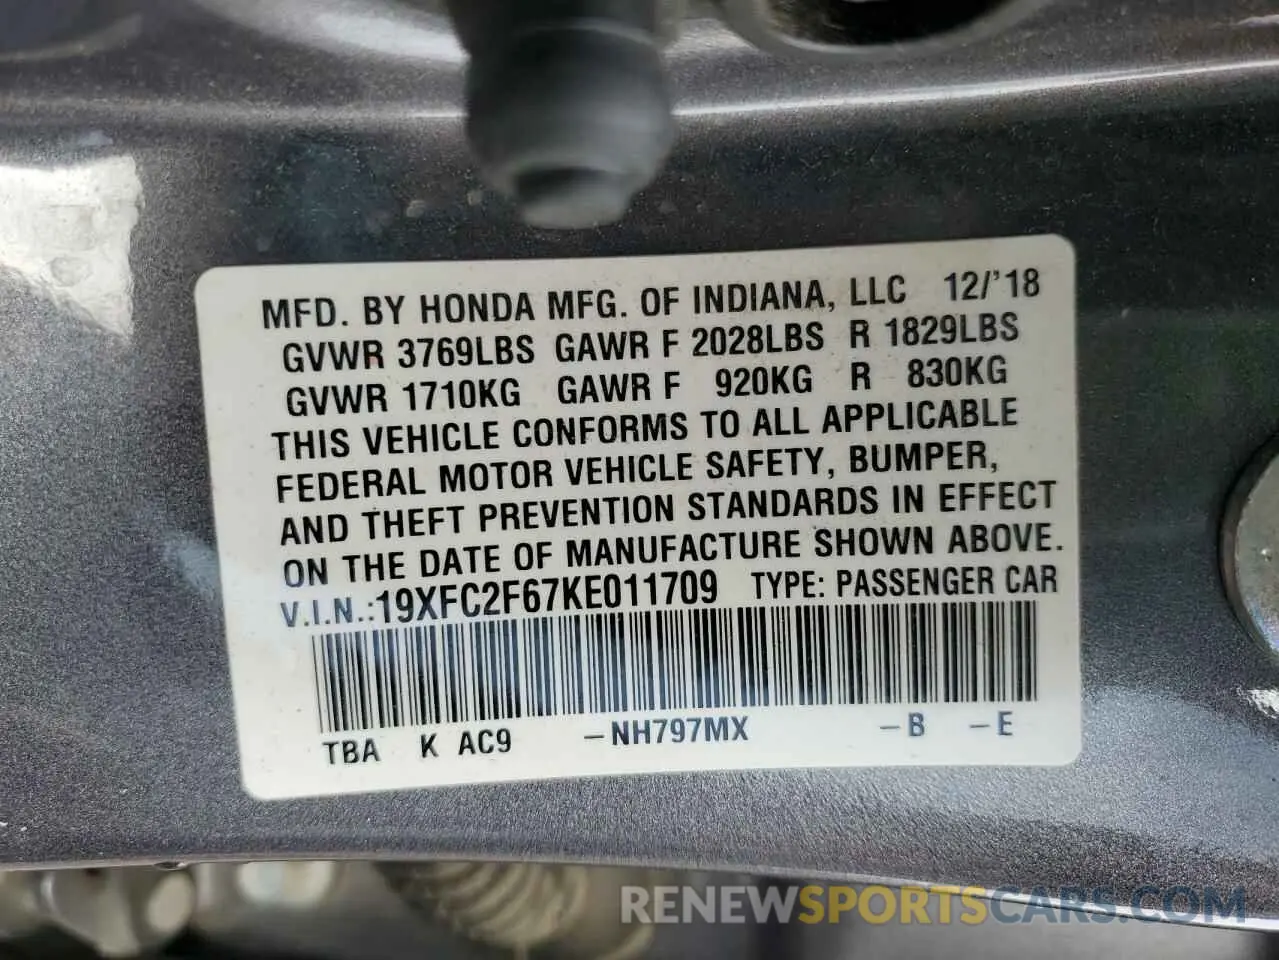 MFD. BY HONDA MFG. OF INDIANA, LLC 12/'18
GVWR 3769LBS GAWR F 2028LBS R 1829LBS
GVWR 1710KG GAWR F 920KG R 830KG
THIS VEHICLE CONFORMS TO ALL APPLICABLE
FEDERAL MOTOR VEHICLE SAFETY, BUMPER,
AND THEFT PREVENTION STANDARDS IN EFFECT
ON THE DATE OF MANUFACTURE SHOWN ABOVE.
V.I.N.:19XFC2F67KE011709 TYPE: PASSENGER CAR
TBA K AC9 –NH797MX –B –E
RENEWSPORTSCARS.COM